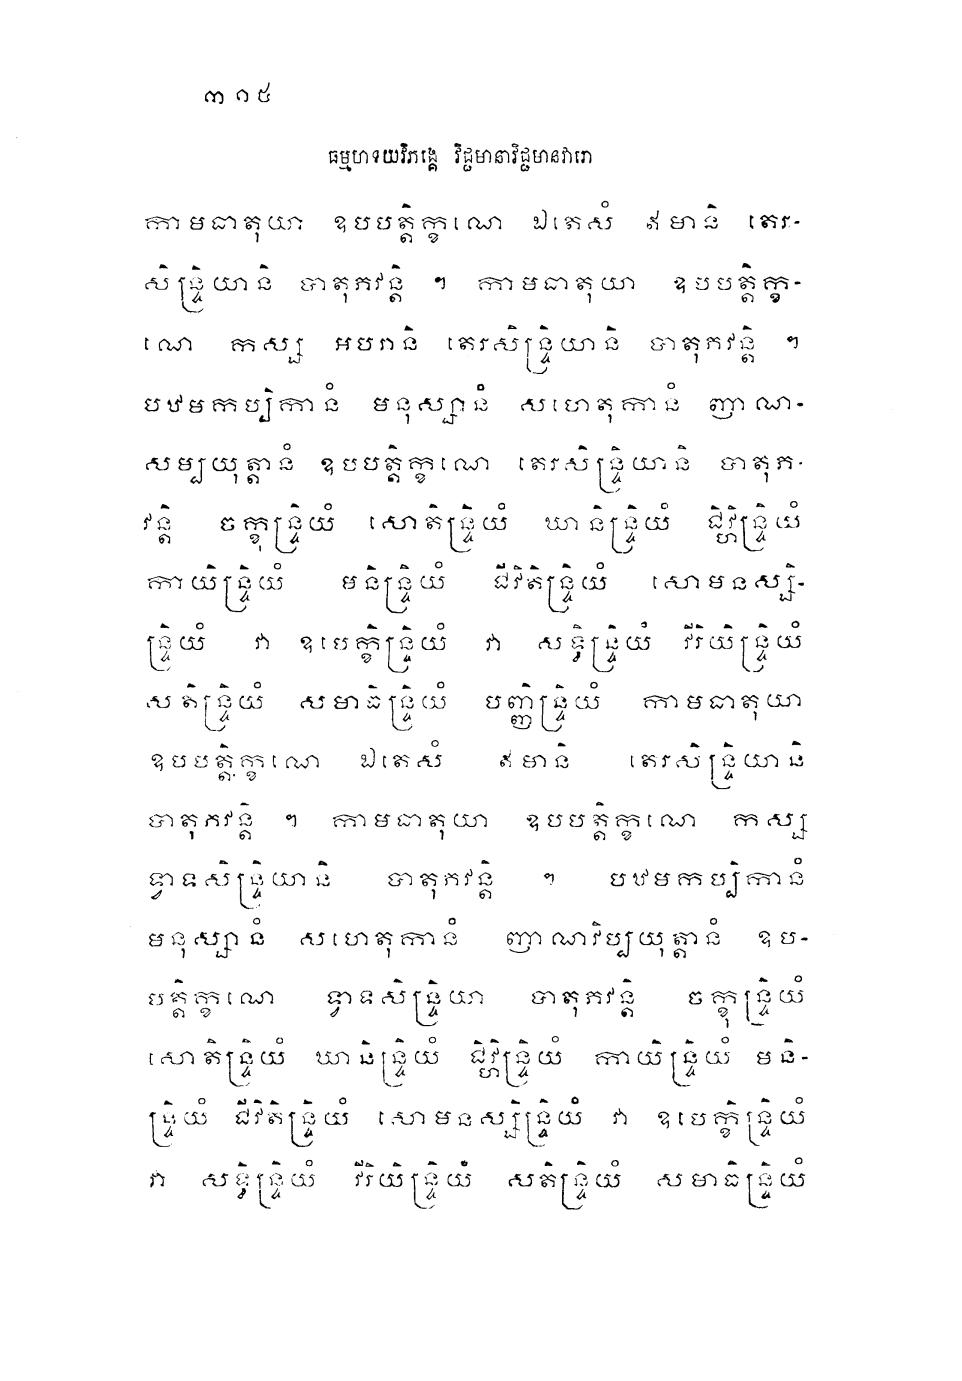 ៣១៥
ធម្មហទយវិភង្គេ វិជ្ជមានាវិជ្ជមានវារោ
កាមធាតុយា ឧបបត្តិក្ខណេ ឯតេសំ ឥមានិ តេរ-
សិន្ទ្រិយានិ បាតុភវន្តិ ។ កាមធាតុយា ឧបបត្តិក្ខ-
ណេ កស្ស អបរានិ តេរសិន្ទ្រិយានិ បាតុភវន្តិ ។
បឋមកប្បិកានំ មនុស្សានំ សហេតុកានំ ញាណ-
សម្បយុត្តានំ ឧបបត្តិក្ខណេ តេរសិន្ទ្រិយានិ បាតុភ-
វន្តិ ចក្ខុន្ទ្រិយំ សោតិន្ទ្រិយំ ឃានិន្ទ្រិយំ ជិវ្ហិន្ទ្រិយំ
កាយិន្ទ្រិយំ មនិន្ទ្រិយំ ជីវិតិន្ទ្រិយំ សោមនស្សិ-
ន្ទ្រិយំ វា ឧបេក្ខិន្ទ្រិយំ វា សទ្ធិន្ទ្រិយំ វីរិយិន្ទ្រិយំ
សតិន្ទ្រិយំ សមាធិន្ទ្រិយំ បញ្ញិន្ទ្រិយំ កាមធាតុយា
ឧបបត្តិក្ខណេ ឯតេសំ ឥមានិ តេរសិន្ទ្រិយានិ
បាតុភវន្តិ ។ កាមធាតុយា ឧបបត្តិក្ខណេ កស្ស
ទ្វាទសិន្ទ្រិយានិ បាតុភវន្តិ ។ បឋមកប្បិកានំ
មនុស្សានំ សហេតុកានំ ញាណវិប្បយុត្តានំ ឧប-
បត្តិក្ខណេ ទ្វាទសិន្ទ្រិយា បាតុភវន្តិ ចក្ខុន្ទ្រិយំ
សោតិន្ទ្រិយំ ឃានិន្ទ្រិយំ ជិវ្ហិន្ទ្រិយំ កាយិន្ទ្រិយំ មនិ-
ន្ទ្រិយំ ជីវិតិន្ទ្រិយំ សោមនស្សិន្ទ្រិយំ វា ឧបេក្ខិន្ទ្រិយំ
វា សទ្ធិន្ទ្រិយំ វីរិយិន្ទ្រិយំ សតិន្ទ្រិយំ សមាធិន្ទ្រិយំ